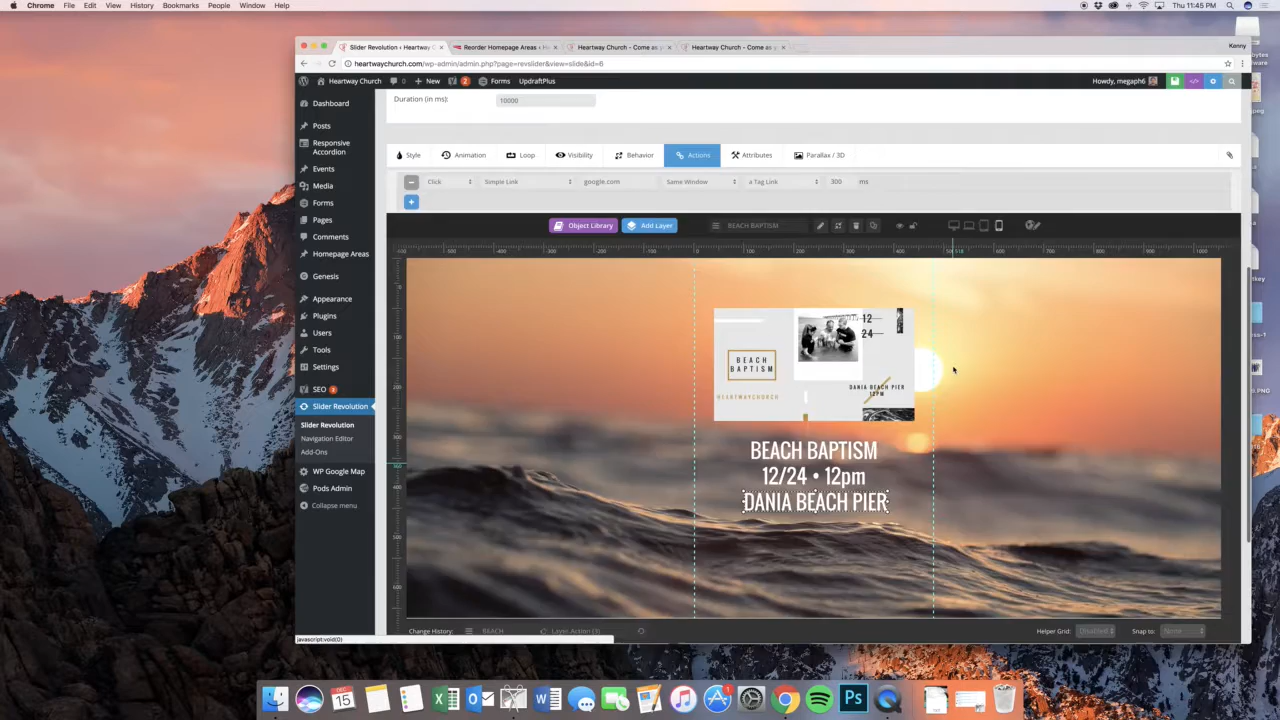 Chrome File Edit View History Bookmarks People Window Help
Thu 11:45 PM
Slider Revolution ‹ Heartway C
Reorder Homepage Areas ‹ H
Heartway Church - Come as y
Heartway Church - Come as y
Kenny
heartwaychurch.com/wp-admin/admin.php?page=revslider&view=slide&id=6
Heartway Church 0 + New 2 Forms UpdraftPlus
Howdy, megaph6
Dashboard
Posts
Responsive
Accordion
Events
Media
Forms
Pages
Comments
Homepage Areas
Genesis
Appearance
Plugins
Users
Tools
Settings
SEO
Slider Revolution
Slider Revolution
Navigation Editor
Add-Ons
WP Google Map
Pods Admin
Collapse menu
Duration (in ms): 10000
Style Animation Loop Visibility Behavior Actions Attributes Parallax / 3D
Click Simple Link google.com Same Window a Tag Link 300 ms
Object Library Add Layer BEACH BAPTISM
12
24
BEACH
BAPTISM
HEARTWAYCHURCH
DANIA BEACH PIER
12PM
BEACH BAPTISM
12/24 • 12pm
DANIA BEACH PIER
Change History: BEACH Layer Action (3)
Helper Grid: Disabled Snap to: None
javascript:void(0)
DEC
15
Ps